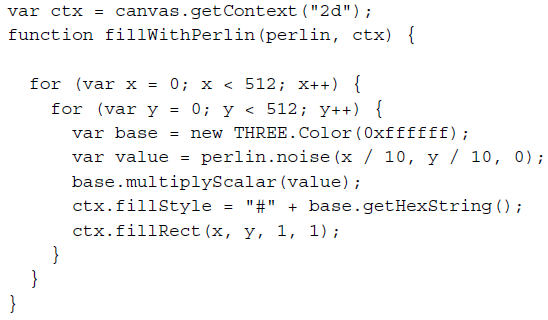 var ctx = canvas.getContext("2d");
function fillWithPerlin(perlin, ctx) {
for (var x = 0; x < 512; x++) {
for (var y = 0; y < 512; y++) {
var base = new THREE.Color(0xffffff);
var value = perlin.noise(x / 10, y / 10, 0);
base.multiplyScalar(value);
ctx.fillStyle = "#" + base.getHexString();
ctx.fillRect(x, y, 1, 1);
}
}
}